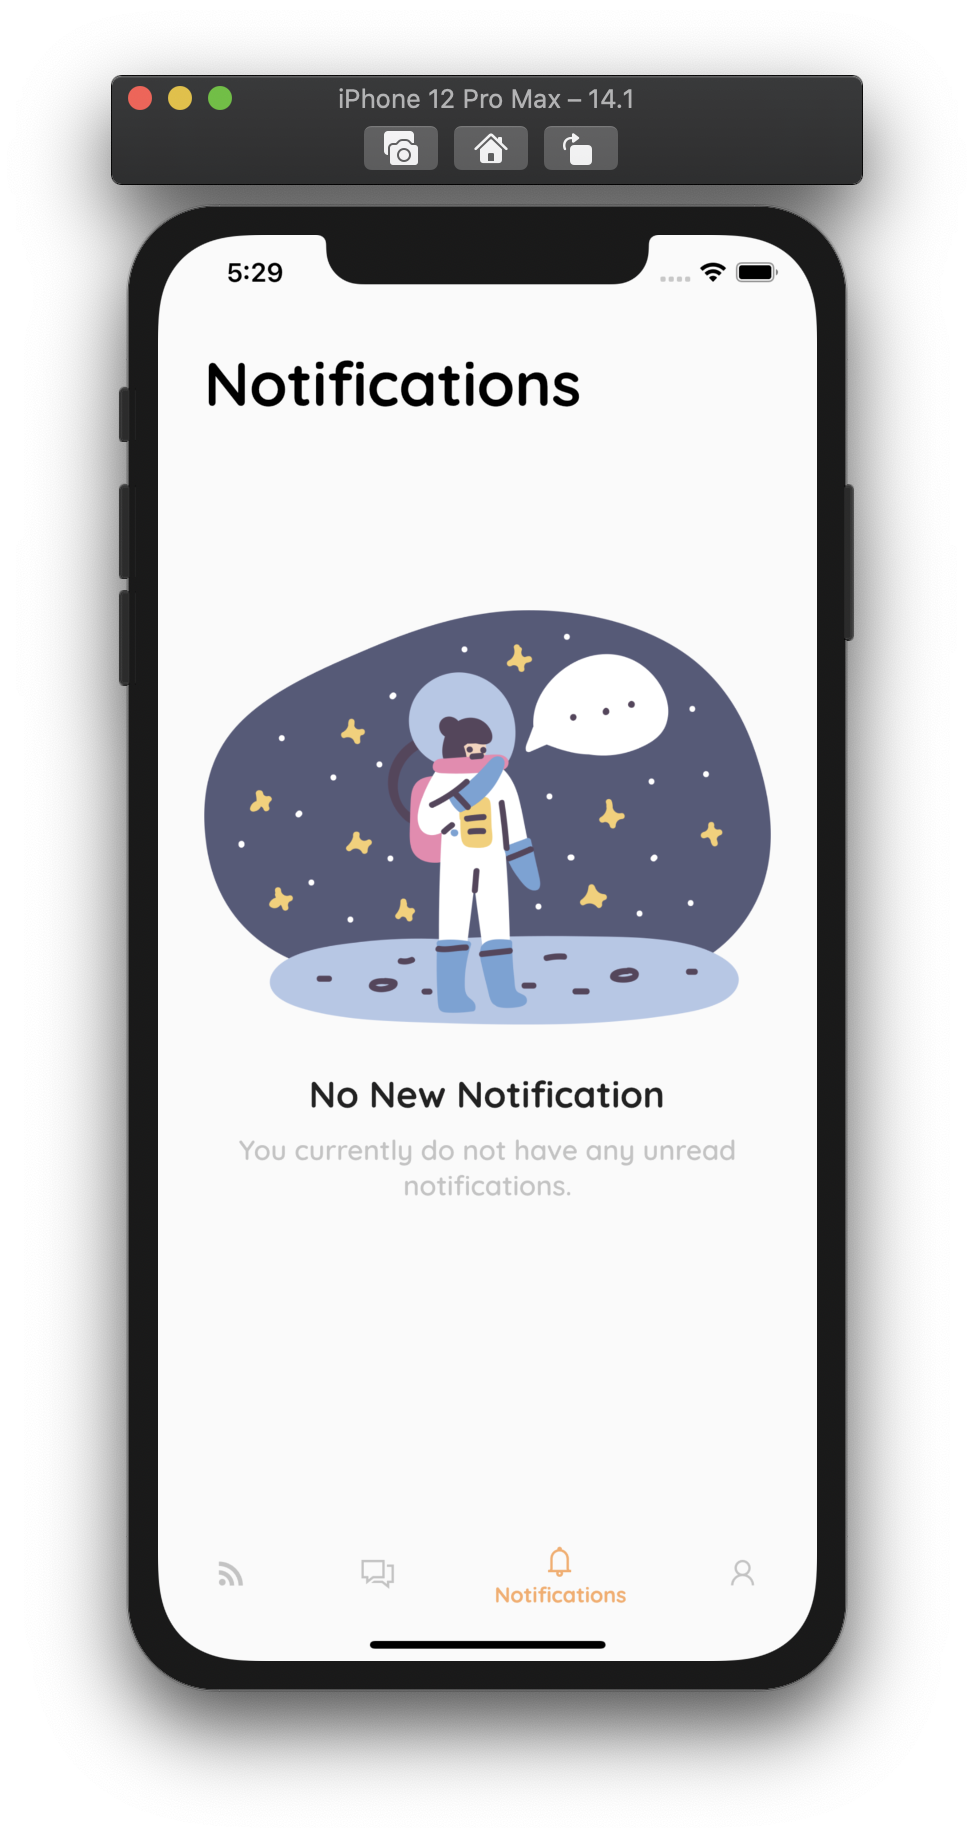 iPhone 12 Pro Max – 14.1
5:29
Notifications
No New Notification
You currently do not have any unread
notifications.
Notifications